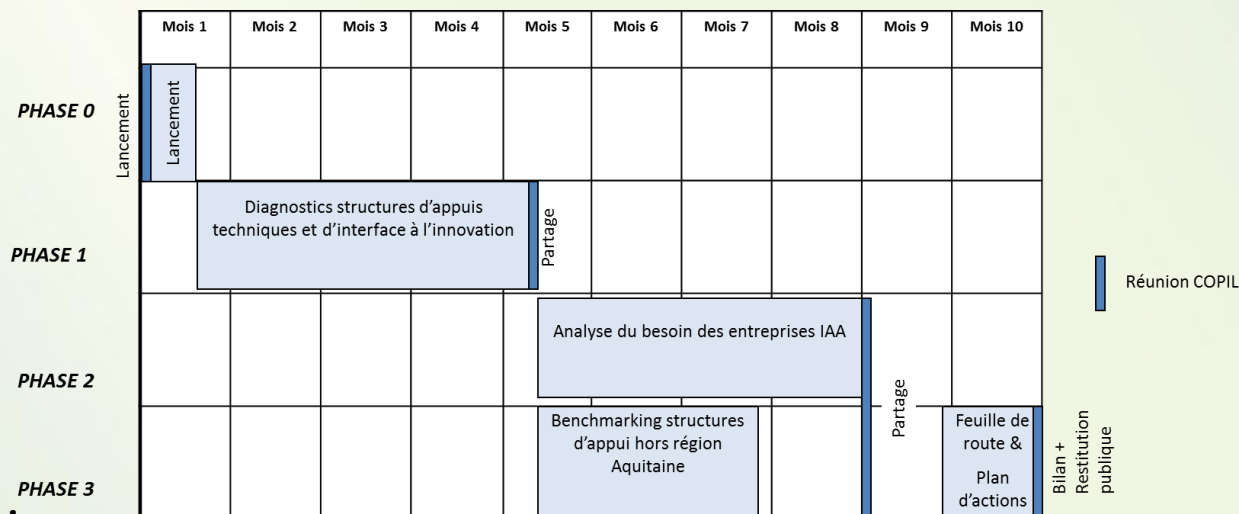 Mois 1
Mois 2
Mois 3
Mois 4
Mois 5
Mois 6
Mois 7
Mois 8
Mois 9
Mois 10
PHASE 0
Lancement
Lancement
PHASE 1
Diagnostics structures d'appuis
techniques et d'interface à l'innovation
Partage
Réunion COPIL
PHASE 2
Analyse du besoin des entreprises IAA
Partage
PHASE 3
Benchmarking structures
d'appui hors région
Aquitaine
Feuille de
route &
Plan
d'actions
Bilan +
Restitution
publique